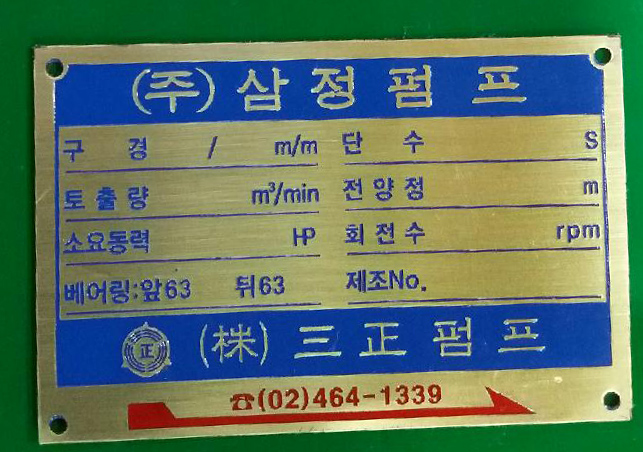 (주) 삼정펌프
구 경 / m/m 단 수 S
토출량 m³/min 전양정 m
소요동력 HP 회전수 rpm
베어링:앞63 뒤63 제조No.
正 (株) 三正펌프
☎(02)464-1339